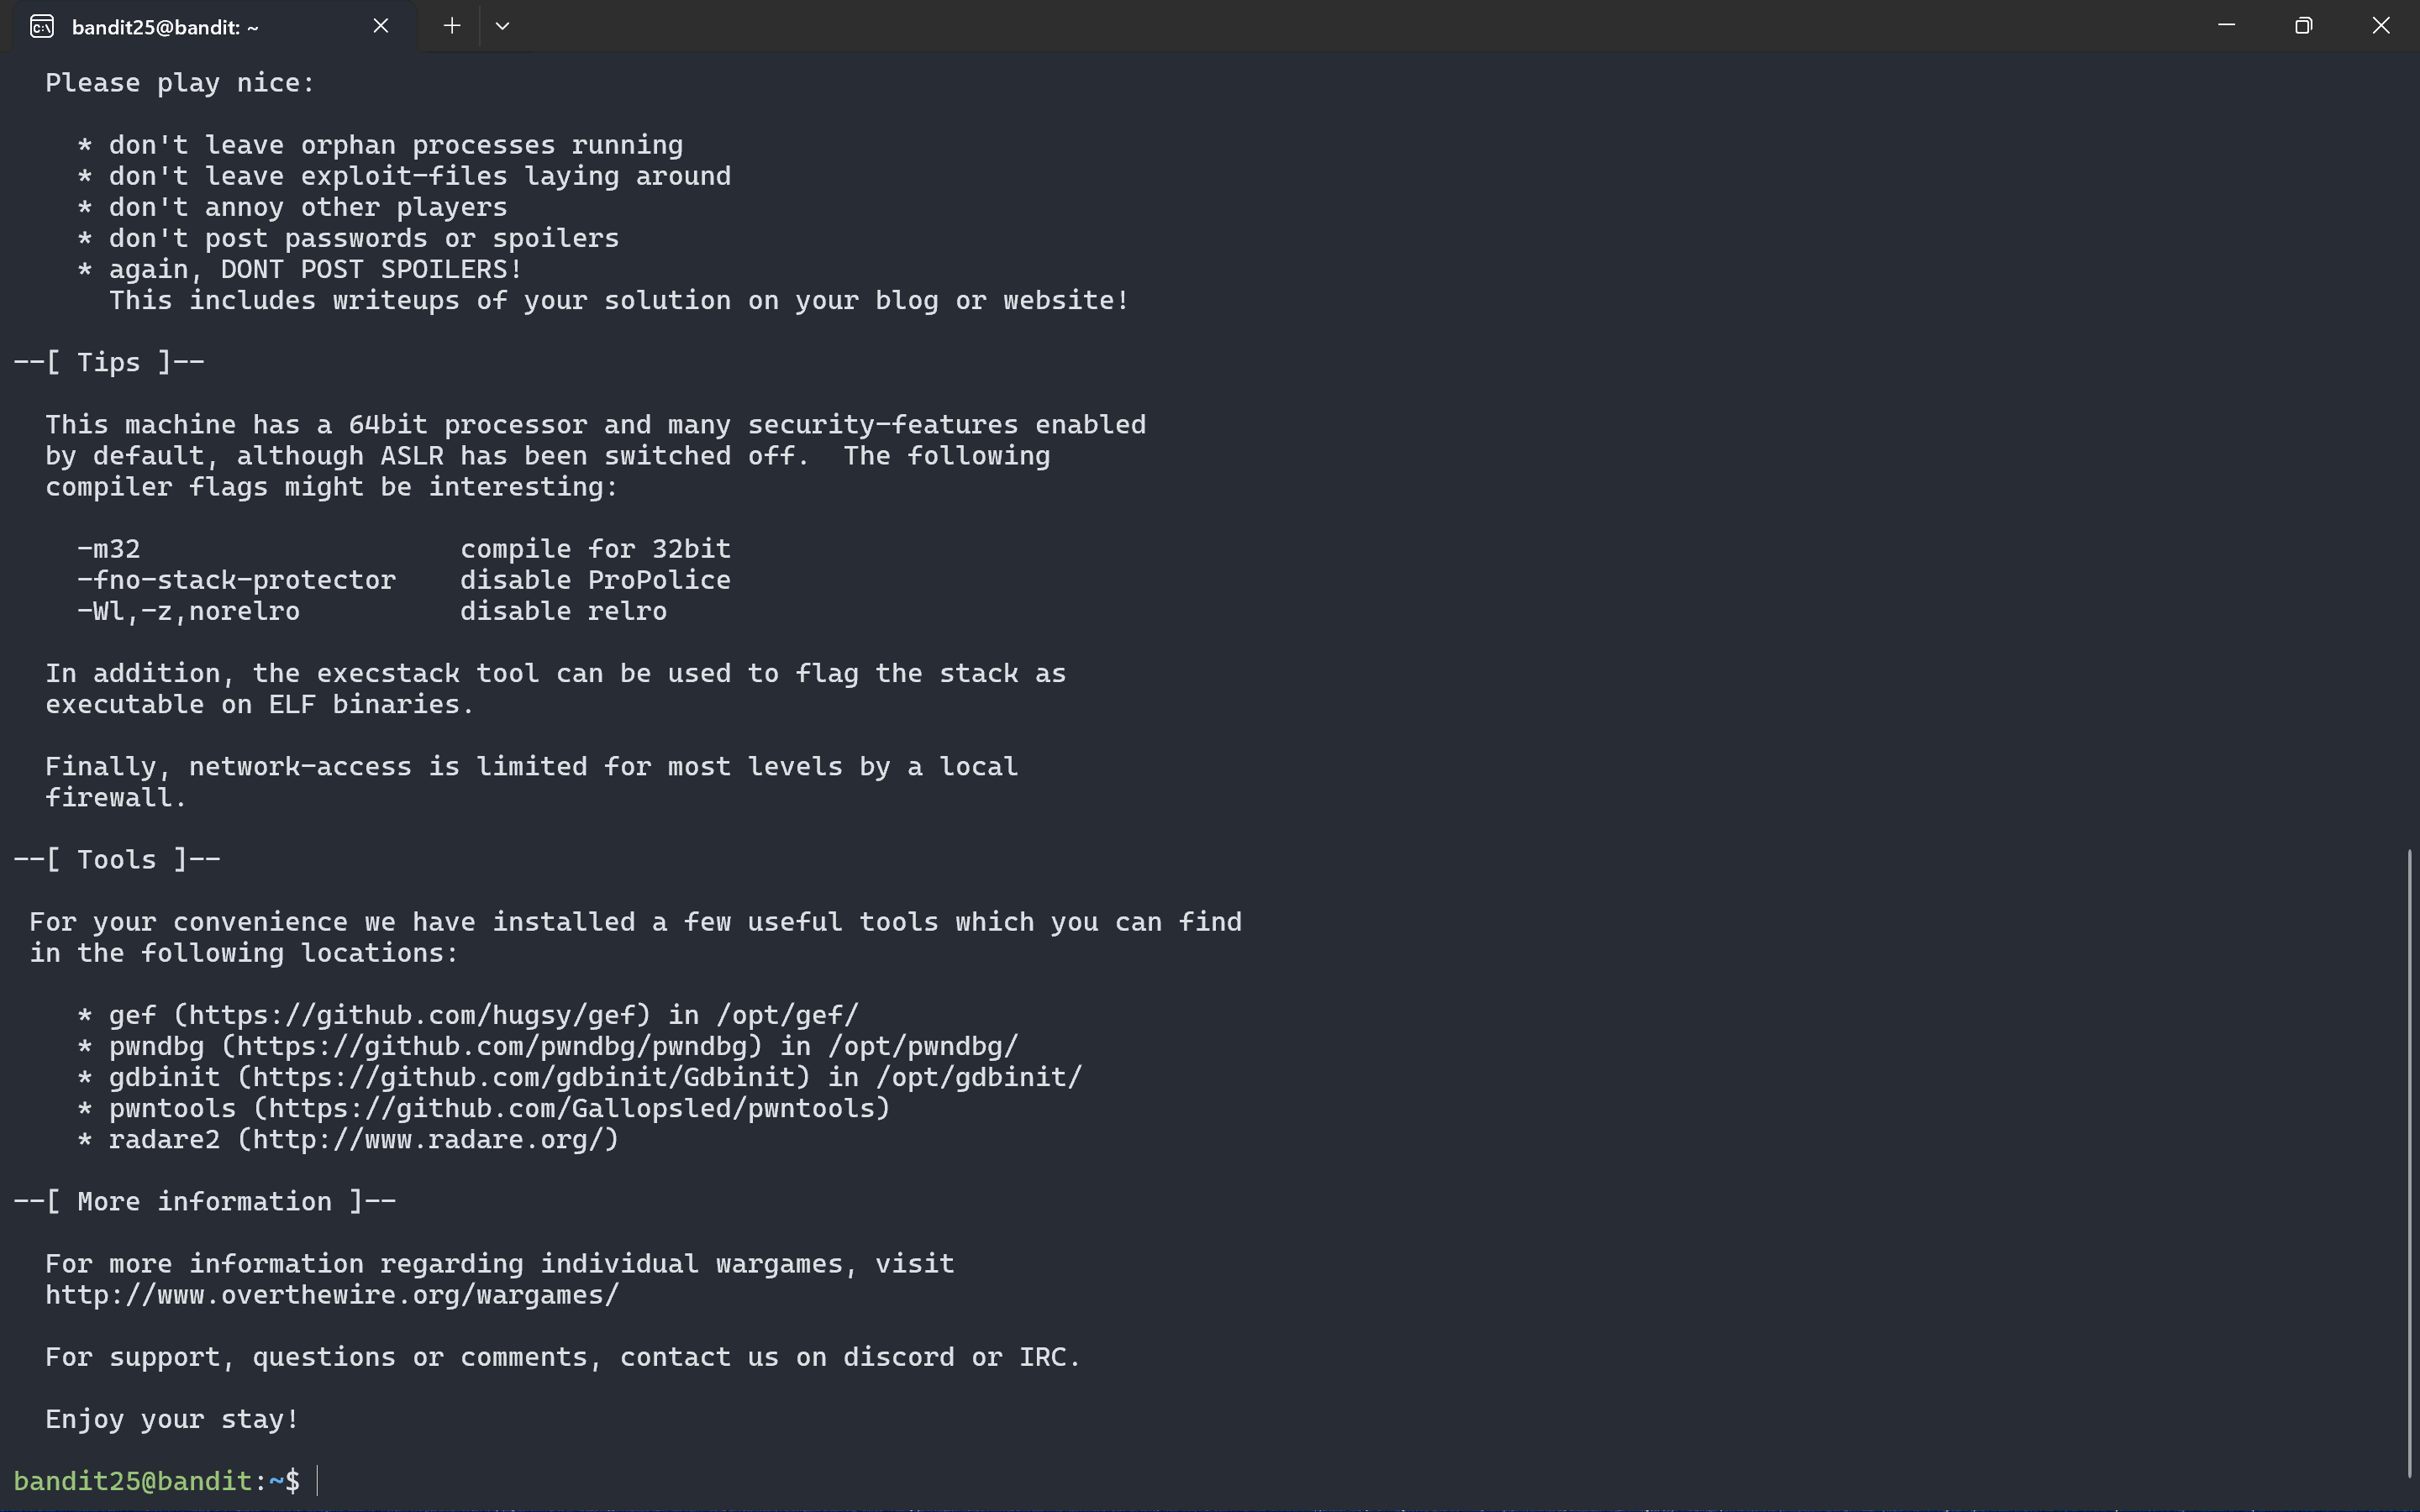 bandit25@bandit: ~
Please play nice:
* don't leave orphan processes running
* don't leave exploit-files laying around
* don't annoy other players
* don't post passwords or spoilers
* again, DONT POST SPOILERS!
This includes writeups of your solution on your blog or website!
--[ Tips ]--
This machine has a 64bit processor and many security-features enabled
by default, although ASLR has been switched off.  The following
compiler flags might be interesting:
-m32                    compile for 32bit
-fno-stack-protector    disable ProPolice
-Wl,-z,norelro          disable relro
In addition, the execstack tool can be used to flag the stack as
executable on ELF binaries.
Finally, network-access is limited for most levels by a local
firewall.
--[ Tools ]--
For your convenience we have installed a few useful tools which you can find
in the following locations:
* gef (https://github.com/hugsy/gef) in /opt/gef/
* pwndbg (https://github.com/pwndbg/pwndbg) in /opt/pwndbg/
* gdbinit (https://github.com/gdbinit/Gdbinit) in /opt/gdbinit/
* pwntools (https://github.com/Gallopsled/pwntools)
* radare2 (http://www.radare.org/)
--[ More information ]--
For more information regarding individual wargames, visit
http://www.overthewire.org/wargames/
For support, questions or comments, contact us on discord or IRC.
Enjoy your stay!
bandit25@bandit:~$